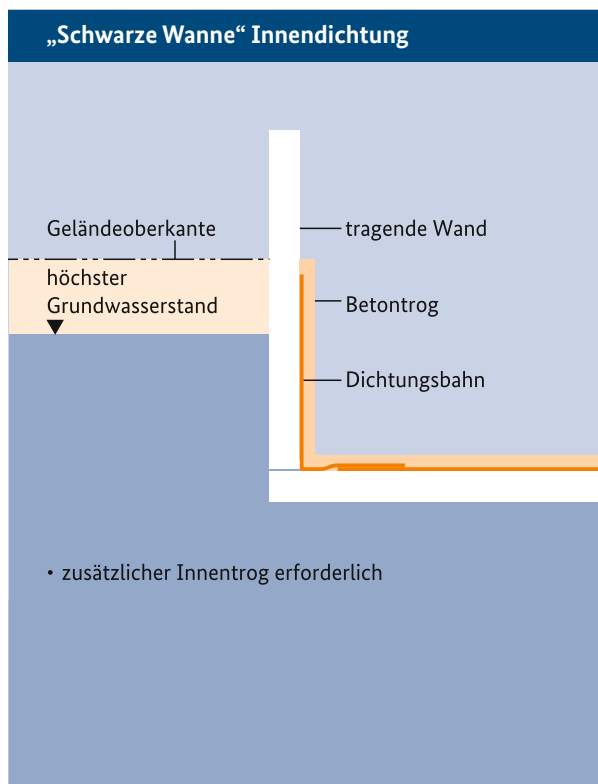 „Schwarze Wanne“ Innendichtung
Geländeoberkante
tragende Wand
höchster
Grundwasserstand
Betontrog
Dichtungsbahn
• zusätzlicher Innentrog erforderlich